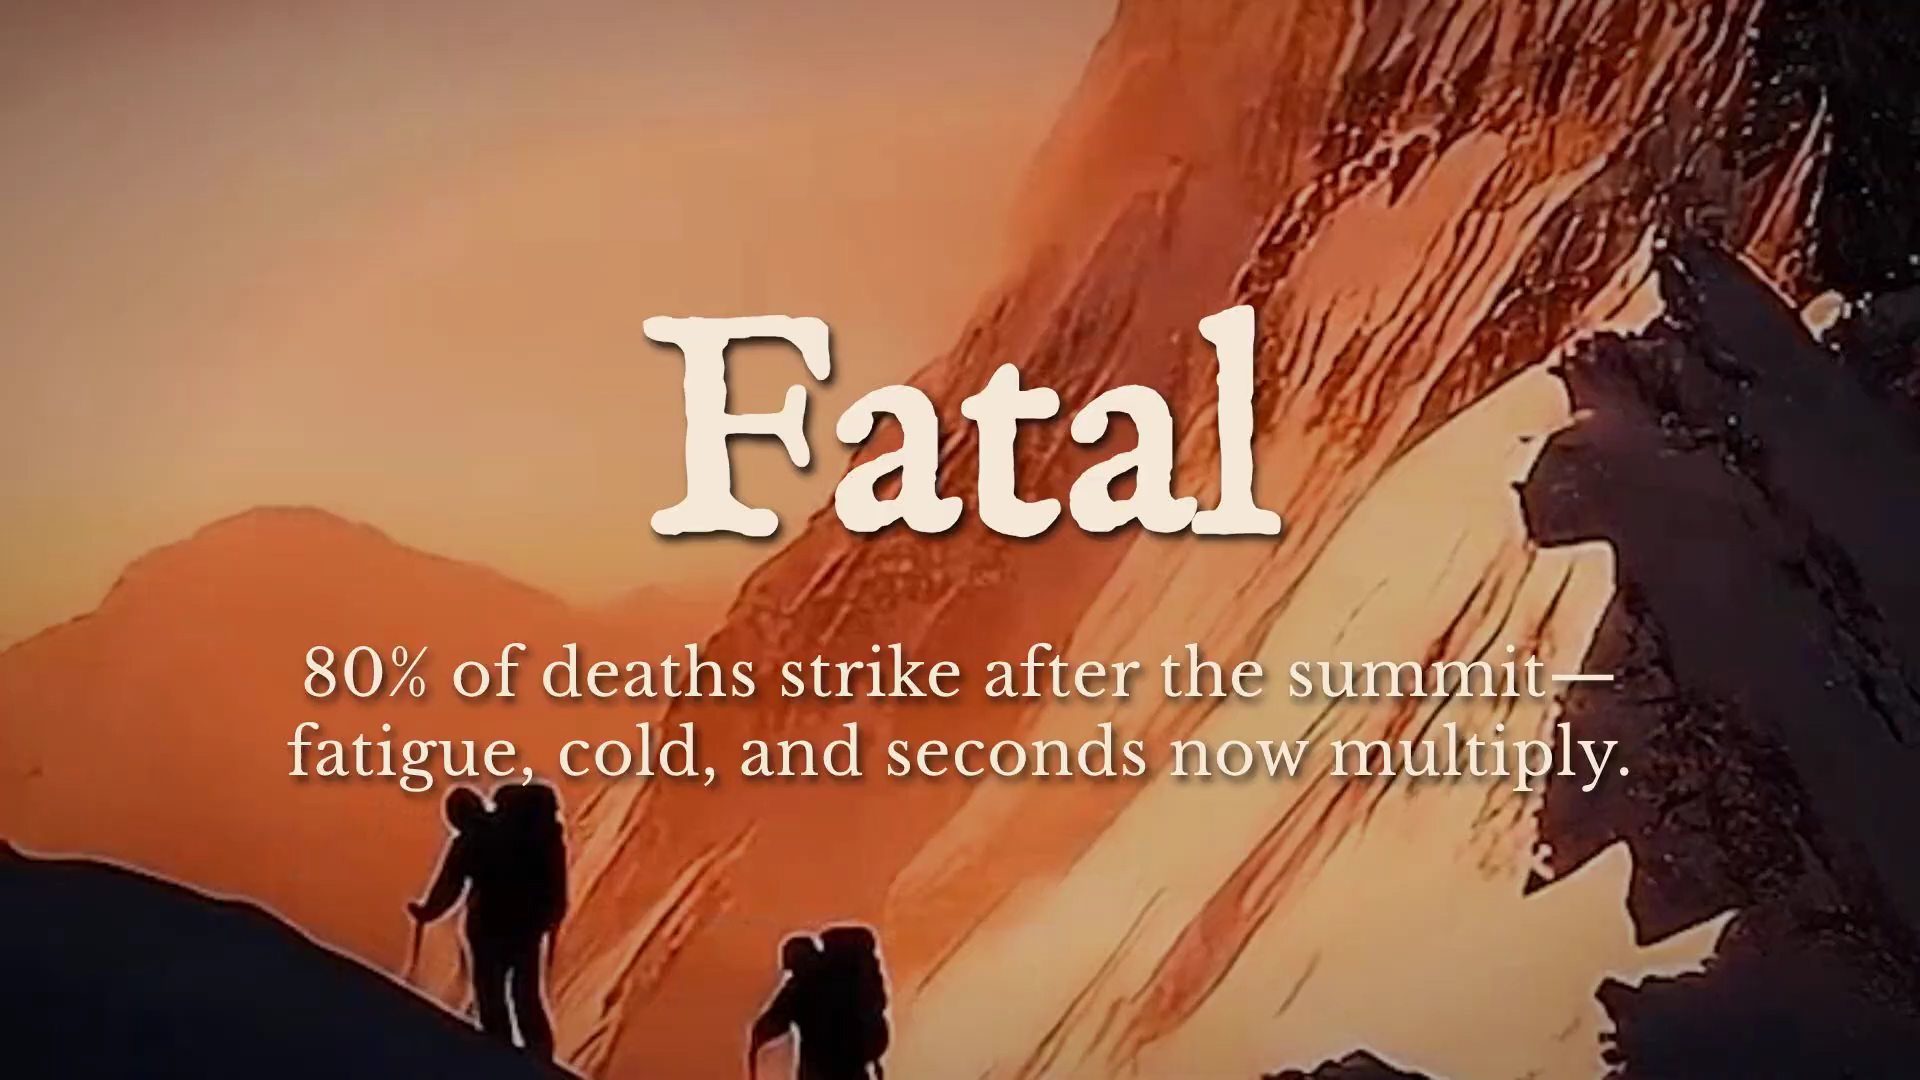 Fatal
80% of deaths strike after the summit—
fatigue, cold, and seconds now multiply.